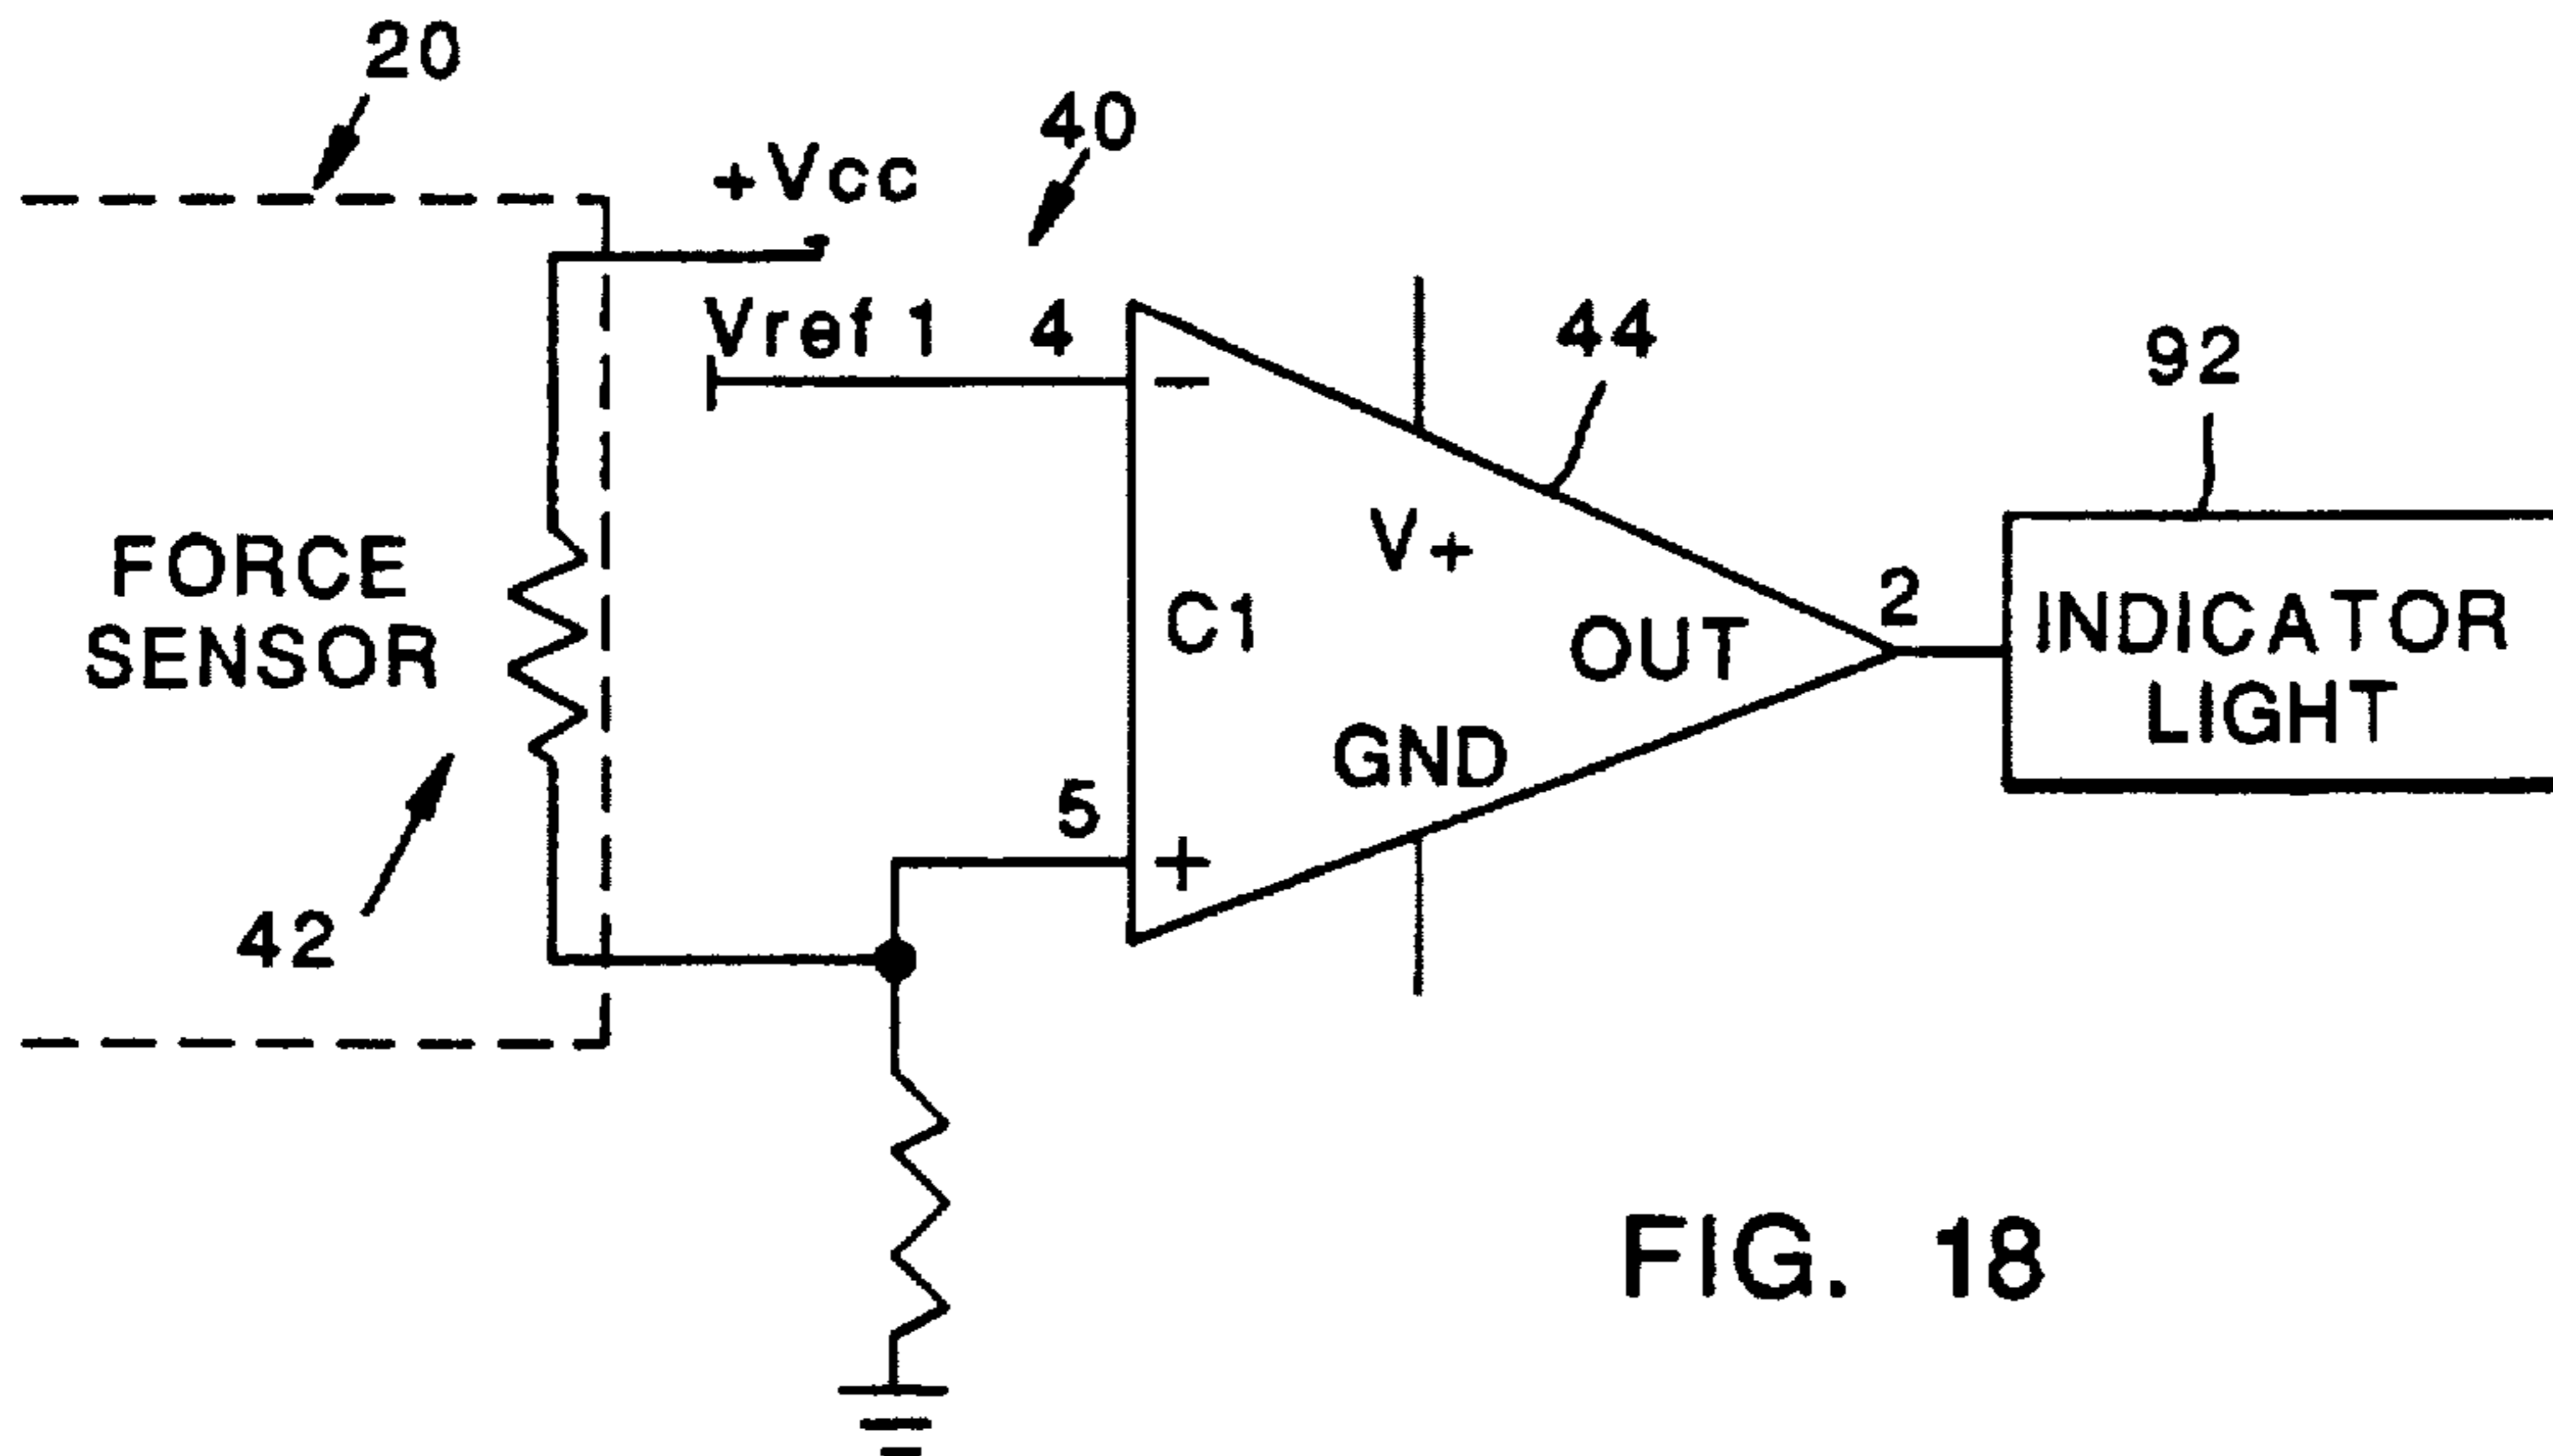 20
40
+Vcc
Vref 1
4
-
44
92
V+
FORCE
SENSOR
C1
OUT
2
INDICATOR
LIGHT
GND
5
+
42
FIG. 18